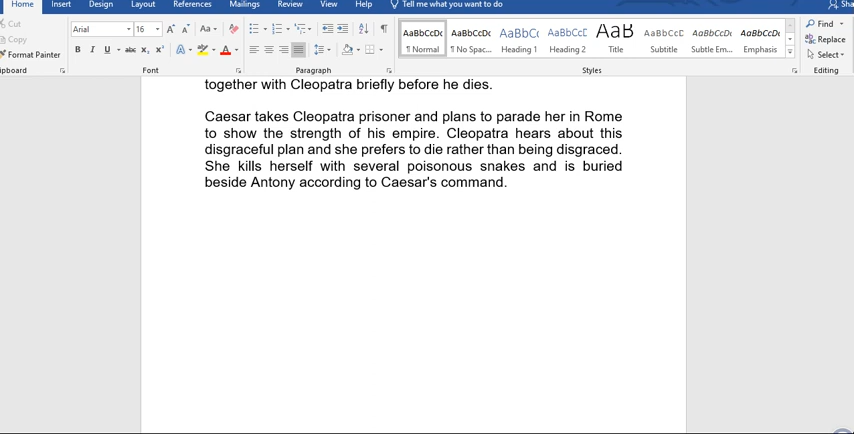 Home Insert Design Layout References Mailings Review View Help Tell me what you want to do
Cut
Copy
Format Painter
Arial 16 Aa
B I U abc x₂ x² A A
AaBbCcDc AaBbCcDc AaBbC( AaBbCcC AaB AaBbCcC AaBbCcDc AaBbCcDc
¶ Normal ¶ No Spac... Heading 1 Heading 2 Title Subtitle Subtle Em... Emphasis
Find
Replace
Select
ipboard Font Paragraph Styles Editing
together with Cleopatra briefly before he dies.
Caesar takes Cleopatra prisoner and plans to parade her in Rome
to show the strength of his empire. Cleopatra hears about this
disgraceful plan and she prefers to die rather than being disgraced.
She kills herself with several poisonous snakes and is buried
beside Antony according to Caesar's command.